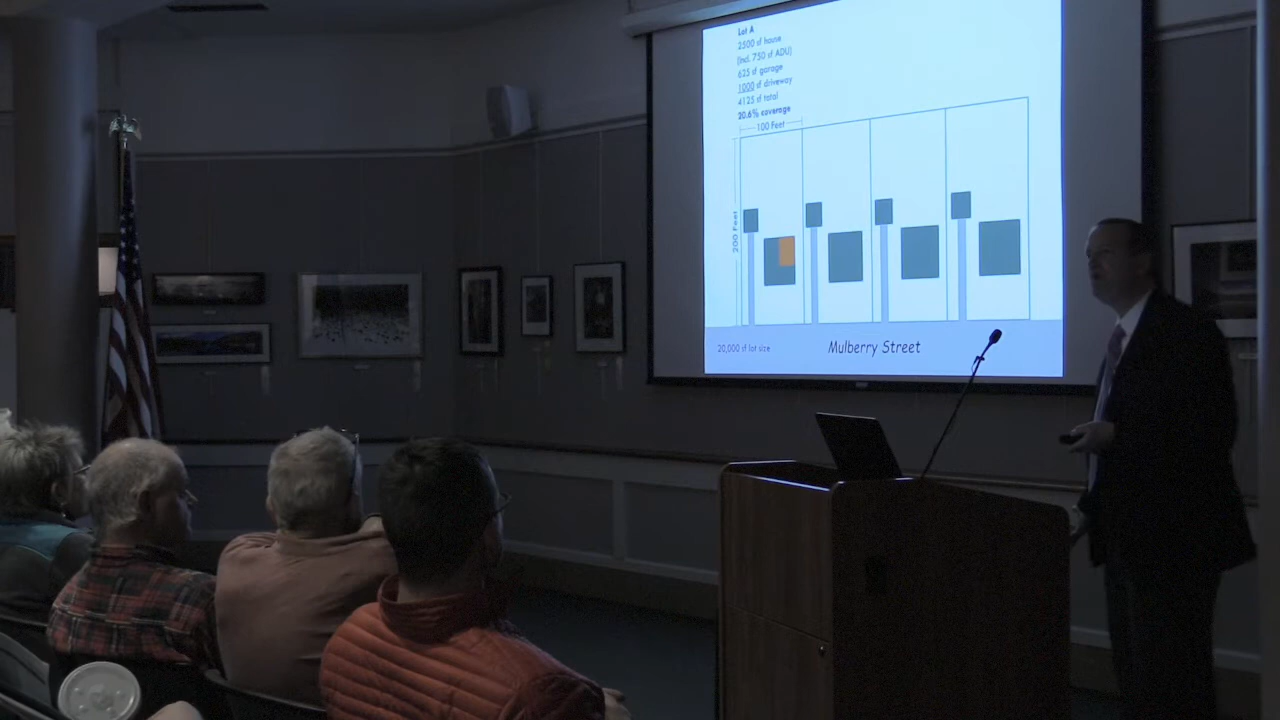 Lot A
2500 sf house
(incl. 750 sf ADU)
625 sf garage
1000 sf driveway
4125 sf total
20.6% coverage
100 Feet
200 Feet
20,000 sf lot size
Mulberry Street